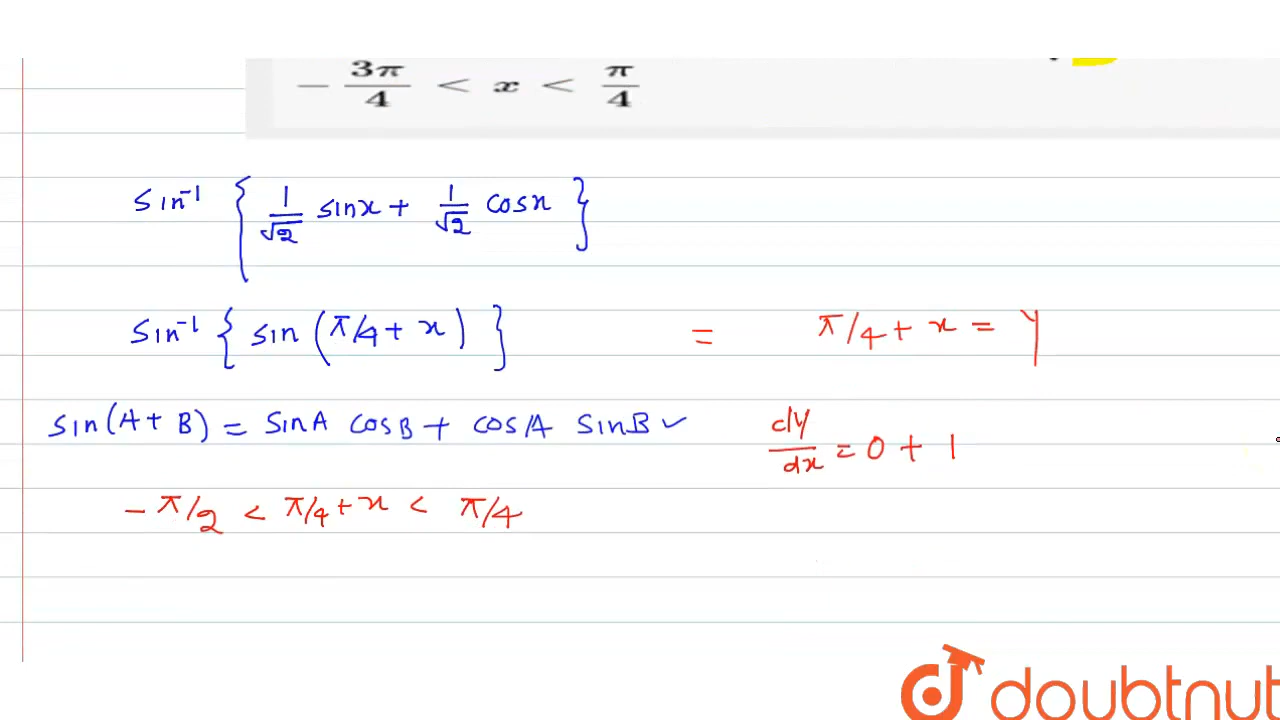 − 3π/4 < x < π/4
sin⁻¹ { 1/√2 sinx + 1/√2 cosx }
sin⁻¹ { sin (π/4 + x) } = π/4 + x = y
sin(A + B) = sinA cosB + cosA sinB ✓
dy/dx = 0 + 1
− π/2 < π/4 + x < π/4
doubtnut